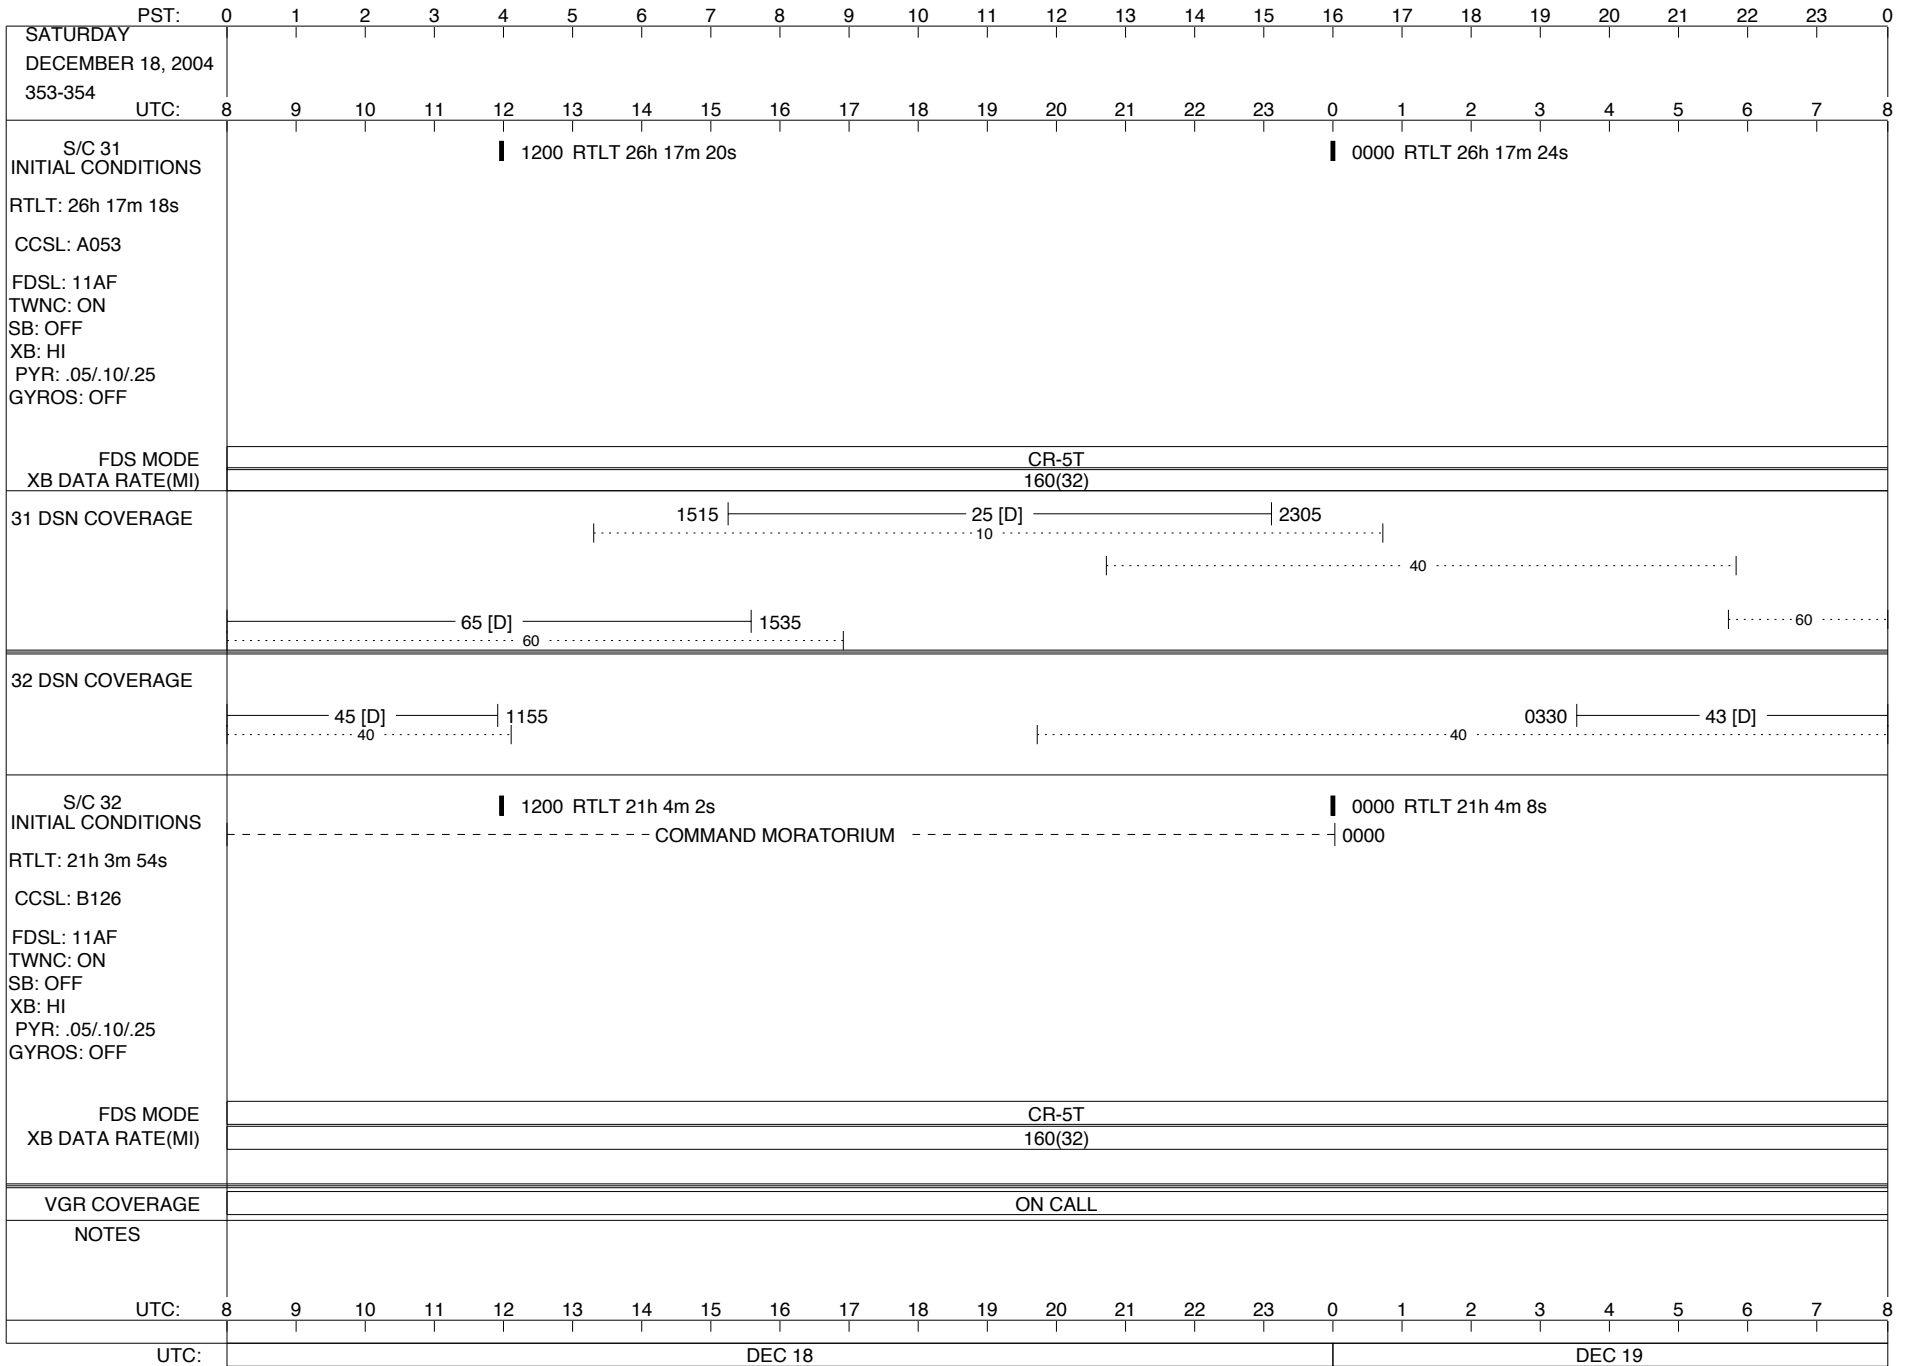 PST: 0 1 2 3 4 5 6 7 8 9 10 11 12 13 14 15 16 17 18 19 20 21 22 23 0
SATURDAY
DECEMBER 18, 2004
353-354
UTC: 8 9 10 11 12 13 14 15 16 17 18 19 20 21 22 23 0 1 2 3 4 5 6 7 8
S/C 31
INITIAL CONDITIONS
1200 RTLT 26h 17m 20s
0000 RTLT 26h 17m 24s
RTLT: 26h 17m 18s
CCSL: A053
FDSL: 11AF
TWNC: ON
SB: OFF
XB: HI
PYR: .05/.10/.25
GYROS: OFF
FDS MODE CR-5T
XB DATA RATE(MI) 160(32)
31 DSN COVERAGE
1515 25 [D] 2305
10
40
65 [D] 1535
60
60
32 DSN COVERAGE
45 [D] 1155
0330 43 [D]
40
40
S/C 32
INITIAL CONDITIONS
1200 RTLT 21h 4m 2s
0000 RTLT 21h 4m 8s
COMMAND MORATORIUM 0000
RTLT: 21h 3m 54s
CCSL: B126
FDSL: 11AF
TWNC: ON
SB: OFF
XB: HI
PYR: .05/.10/.25
GYROS: OFF
FDS MODE CR-5T
XB DATA RATE(MI) 160(32)
VGR COVERAGE ON CALL
NOTES
UTC: 8 9 10 11 12 13 14 15 16 17 18 19 20 21 22 23 0 1 2 3 4 5 6 7 8
UTC: DEC 18 DEC 19